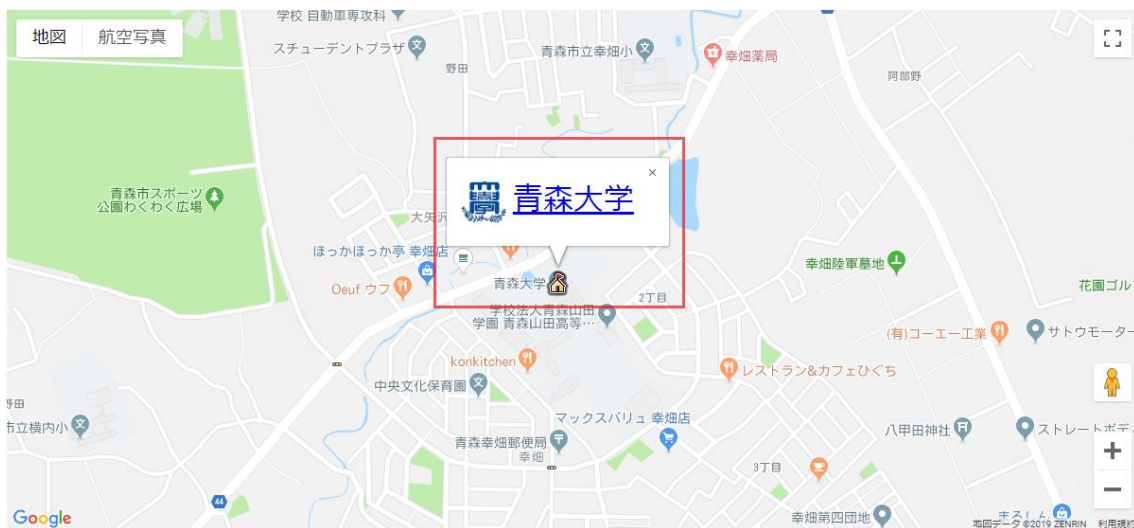 学校 自動車専攻科
地図
航空写真
スチューデントプラザ
青森市立幸畑小
幸畑薬局
野田
阿部野
×
青森大学
青森市スポーツ
公園わくわく広場
大矢沢
ほっかほっか亭 幸畑店
Oeuf ウフ
青森大学
幸畑陸軍墓地
2丁目
花園ゴル
学校法人青森山田
学園 青森山田高等…
(有)コーエー工業
サトウモーター
konkitchen
レストラン&カフェひぐち
中央文化保育園
野田
市立横内小
マックスバリュ 幸畑店
八甲田神社
ストレートボディ
青森幸畑郵便局
幸畑
3丁目
+
44
−
Google
幸畑第四団地
まるしん
地図データ ©2019 ZENRIN
利用規約